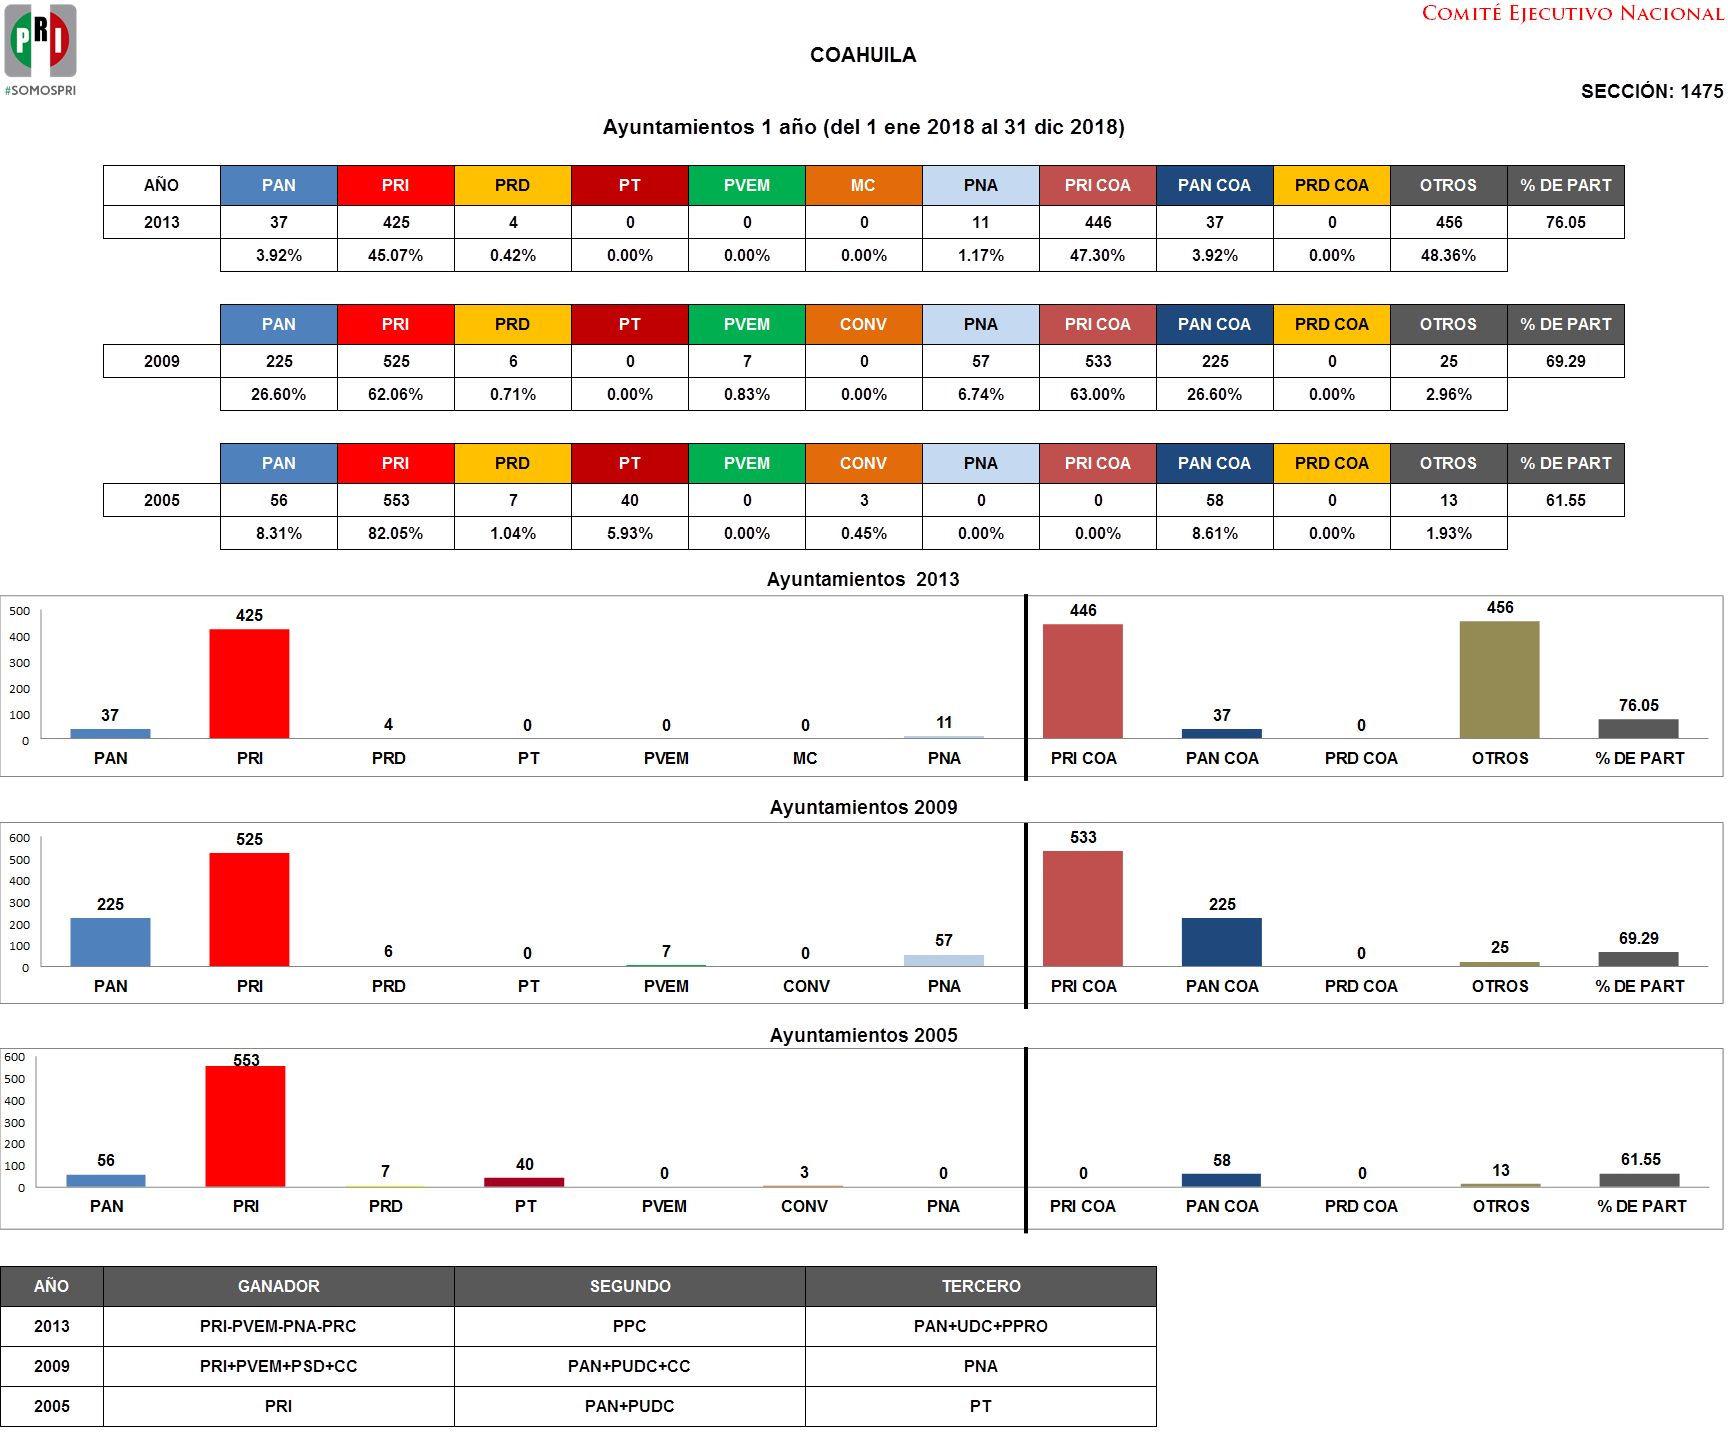 PRI
#SOMOSPRI
COMITÉ EJECUTIVO NACIONAL
COAHUILA
SECCIÓN: 1475
Ayuntamientos 1 año (del 1 ene 2018 al 31 dic 2018)
AÑO PAN PRI PRD PT PVEM MC PNA PRI COA PAN COA PRD COA OTROS % DE PART
2013 37 425 4 0 0 0 11 446 37 0 456 76.05
3.92% 45.07% 0.42% 0.00% 0.00% 0.00% 1.17% 47.30% 3.92% 0.00% 48.36%
PAN PRI PRD PT PVEM CONV PNA PRI COA PAN COA PRD COA OTROS % DE PART
2009 225 525 6 0 7 0 57 533 225 0 25 69.29
26.60% 62.06% 0.71% 0.00% 0.83% 0.00% 6.74% 63.00% 26.60% 0.00% 2.96%
PAN PRI PRD PT PVEM CONV PNA PRI COA PAN COA PRD COA OTROS % DE PART
2005 56 553 7 40 0 3 0 0 58 0 13 61.55
8.31% 82.05% 1.04% 5.93% 0.00% 0.45% 0.00% 0.00% 8.61% 0.00% 1.93%
Ayuntamientos 2013
500
400
300
200
100
0
37 425 4 0 0 0 11 446 37 0 456 76.05
PAN PRI PRD PT PVEM MC PNA PRI COA PAN COA PRD COA OTROS % DE PART
Ayuntamientos 2009
600
500
400
300
200
100
0
225 525 6 0 7 0 57 533 225 0 25 69.29
PAN PRI PRD PT PVEM CONV PNA PRI COA PAN COA PRD COA OTROS % DE PART
Ayuntamientos 2005
600
500
400
300
200
100
0
56 553 7 40 0 3 0 0 58 0 13 61.55
PAN PRI PRD PT PVEM CONV PNA PRI COA PAN COA PRD COA OTROS % DE PART
AÑO GANADOR SEGUNDO TERCERO
2013 PRI-PVEM-PNA-PRC PPC PAN+UDC+PPRO
2009 PRI+PVEM+PSD+CC PAN+PUDC+CC PNA
2005 PRI PAN+PUDC PT